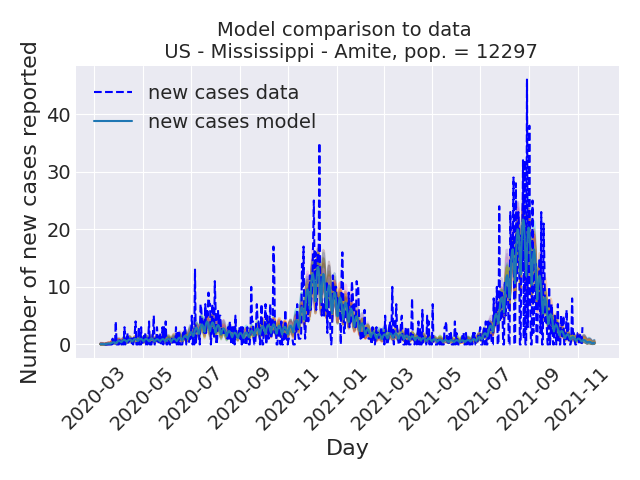 Model comparison to data
US - Mississippi - Amite, pop. = 12297
Number of new cases reported
new cases data
new cases model
40
30
20
10
0
2020-03
2020-05
2020-07
2020-09
2020-11
2021-01
2021-03
2021-05
2021-07
2021-09
2021-11
Day